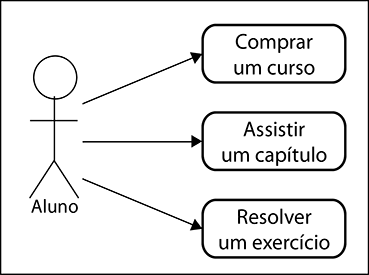 Comprar
um curso
Assistir
um capítulo
Aluno
Resolver
um exercício